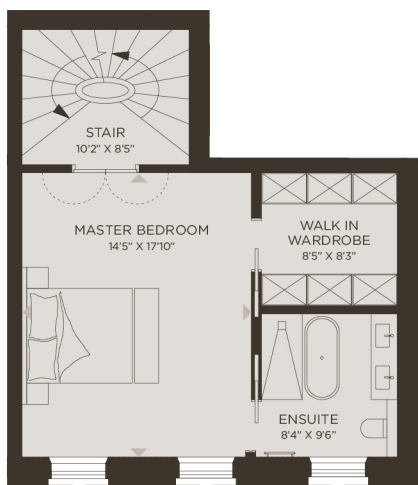 STAIR
10'2" X 8'5"
MASTER BEDROOM
14'5" X 17'10"
WALK IN
WARDROBE
8'5" X 8'3"
ENSUITE
8'4" X 9'6"